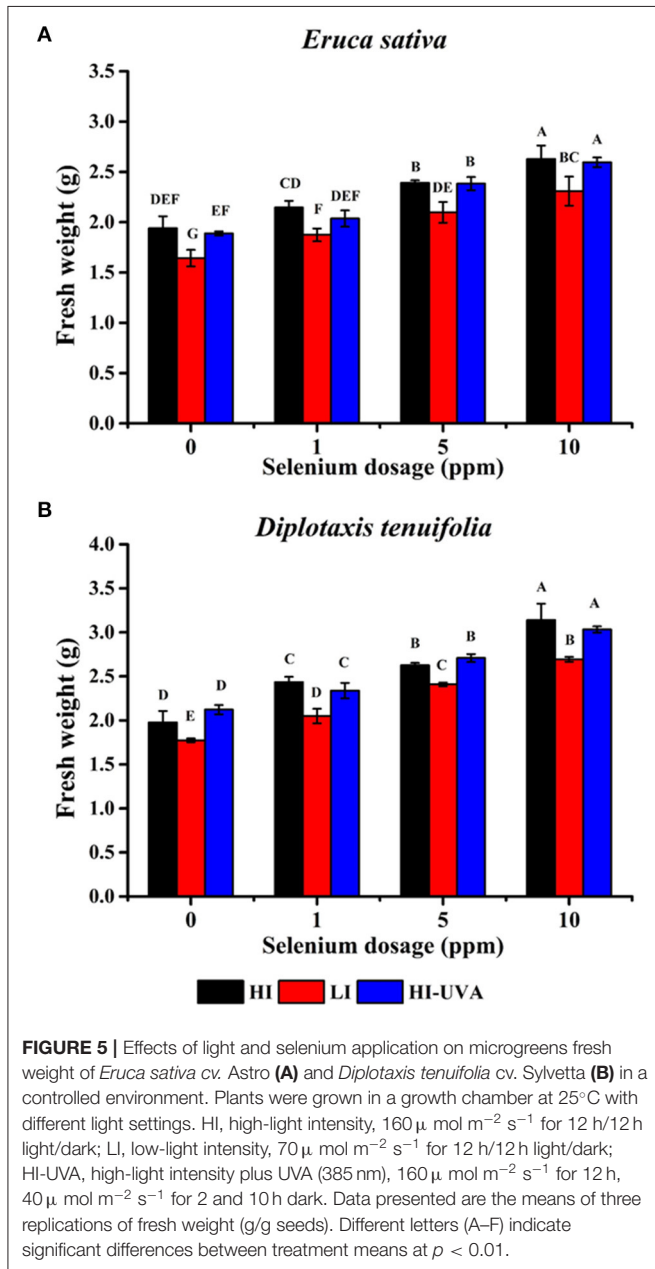 A
Eruca sativa
3.5
3.0
2.5
2.0
1.5
1.0
0.5
0.0
Fresh weight (g)
DEF
G
EF
CD
F
DEF
B
DE
B
A
BC
A
0 1 5 10
Selenium dosage (ppm)
B
Diplotaxis tenuifolia
4.0
3.5
3.0
2.5
2.0
1.5
1.0
0.5
0.0
Fresh weight (g)
D
E
D
C
D
C
B
C
B
A
B
A
0 1 5 10
Selenium dosage (ppm)
HI LI HI-UVA
FIGURE 5 | Effects of light and selenium application on microgreens fresh
weight of Eruca sativa cv. Astro (A) and Diplotaxis tenuifolia cv. Sylvetta (B) in a
controlled environment. Plants were grown in a growth chamber at 25°C with
different light settings. HI, high-light intensity, 160 μ mol m−2 s−1 for 12 h/12 h
light/dark; LI, low-light intensity, 70 μ mol m−2 s−1 for 12 h/12 h light/dark;
HI-UVA, high-light intensity plus UVA (385 nm), 160 μ mol m−2 s−1 for 12 h,
40 μ mol m−2 s−1 for 2 and 10 h dark. Data presented are the means of three
replications of fresh weight (g/g seeds). Different letters (A–F) indicate
significant differences between treatment means at p < 0.01.